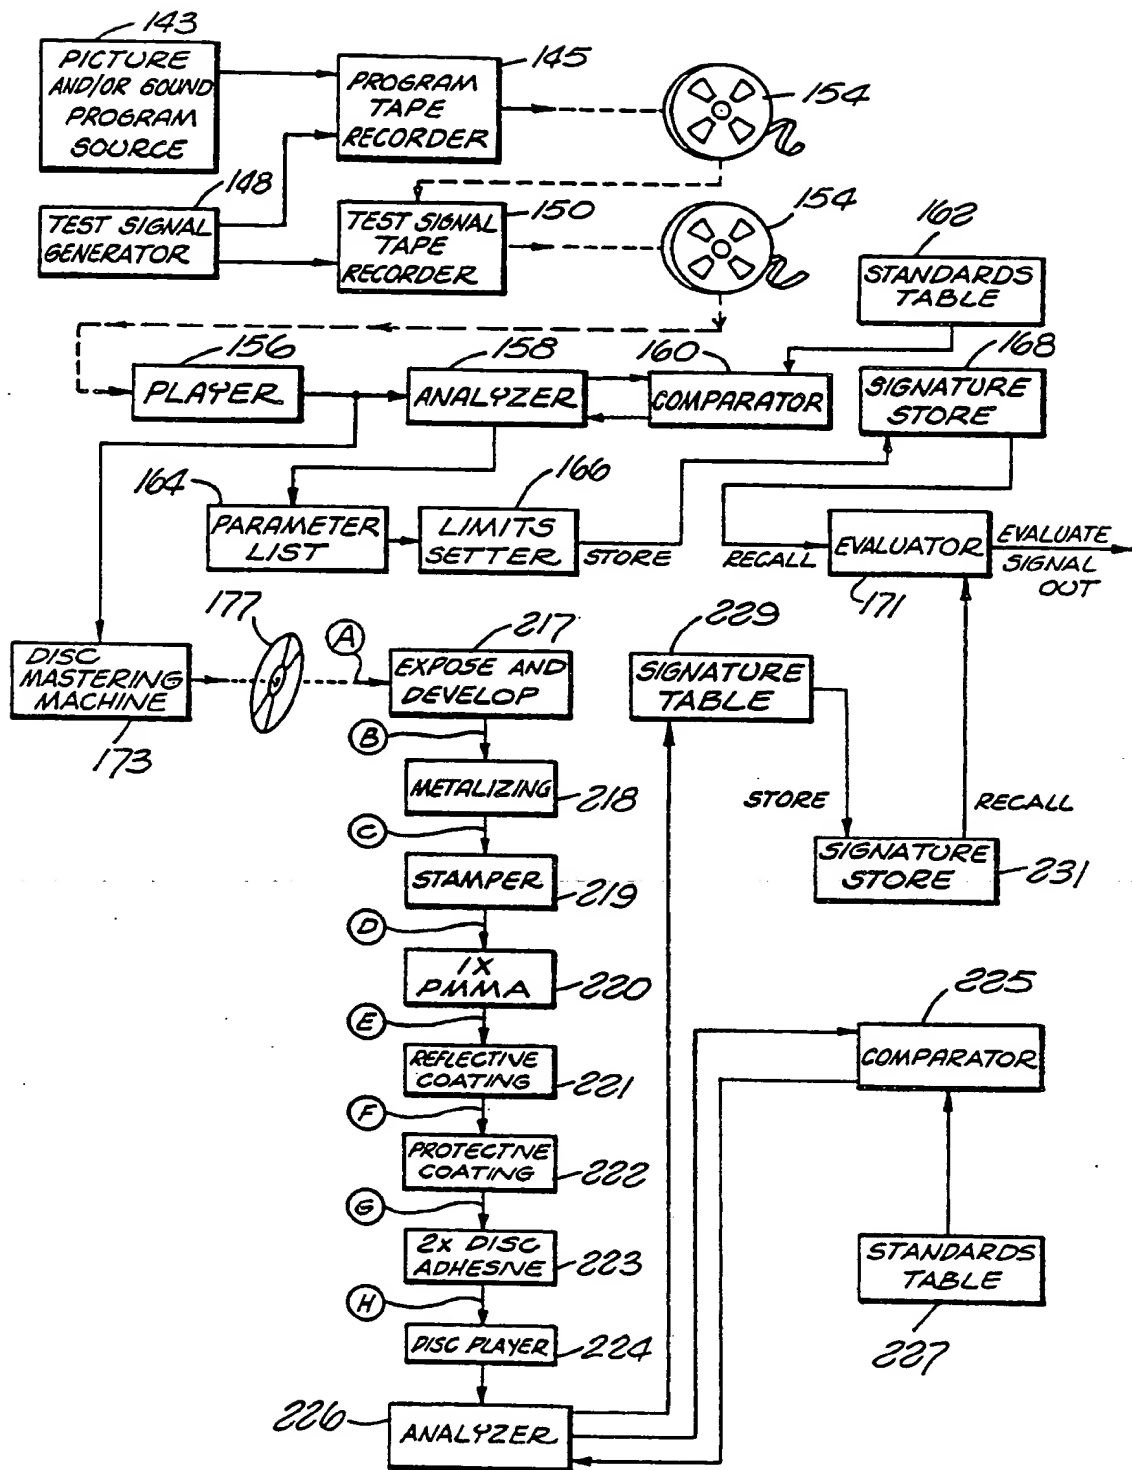 143
PICTURE
AND/OR SOUND
PROGRAM
SOURCE
145
PROGRAM
TAPE
RECORDER
154
148
TEST SIGNAL
GENERATOR
150
TEST SIGNAL
TAPE
RECORDER
154
162
STANDARDS
TABLE
156
PLAYER
158
ANALYZER
160
COMPARATOR
168
SIGNATURE
STORE
164
PARAMETER
LIST
166
LIMITS
SETTER
STORE
RECALL
EVALUATOR
171
EVALUATE
SIGNAL
OUT
DISC
MASTERING
MACHINE
173
177
A
217
EXPOSE AND
DEVELOP
229
SIGNATURE
TABLE
B
METALIZING
218
STORE
RECALL
C
STAMPER
219
SIGNATURE
STORE
231
D
1X
PMMA
220
E
REFLECTIVE
COATING
221
225
COMPARATOR
F
PROTECTIVE
COATING
222
G
2X DISC
ADHESIVE
223
STANDARDS
TABLE
227
H
DISC PLAYER
224
226
ANALYZER